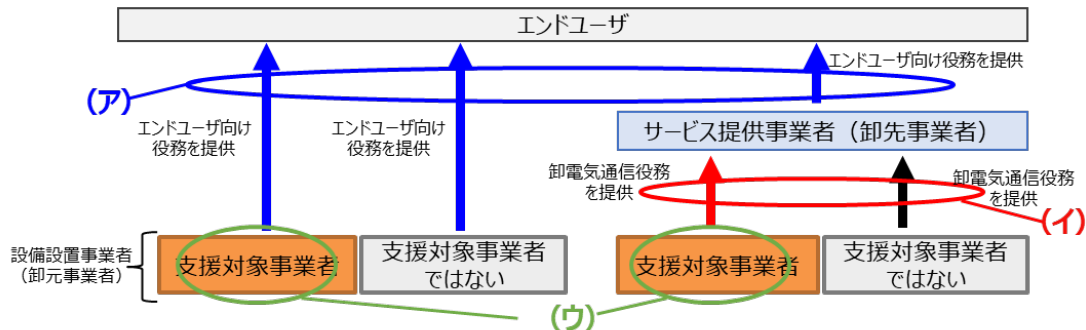 エンドユーザ
エンドユーザ向け役務を提供
(ア)
エンドユーザ向け
役務を提供
エンドユーザ向け
役務を提供
サービス提供事業者（卸先事業者）
卸電気通信役務
を提供
卸電気通信役務
を提供
(イ)
設備設置事業者
（卸元事業者）
支援対象事業者
支援対象事業者
ではない
支援対象事業者
支援対象事業者
ではない
(ウ)